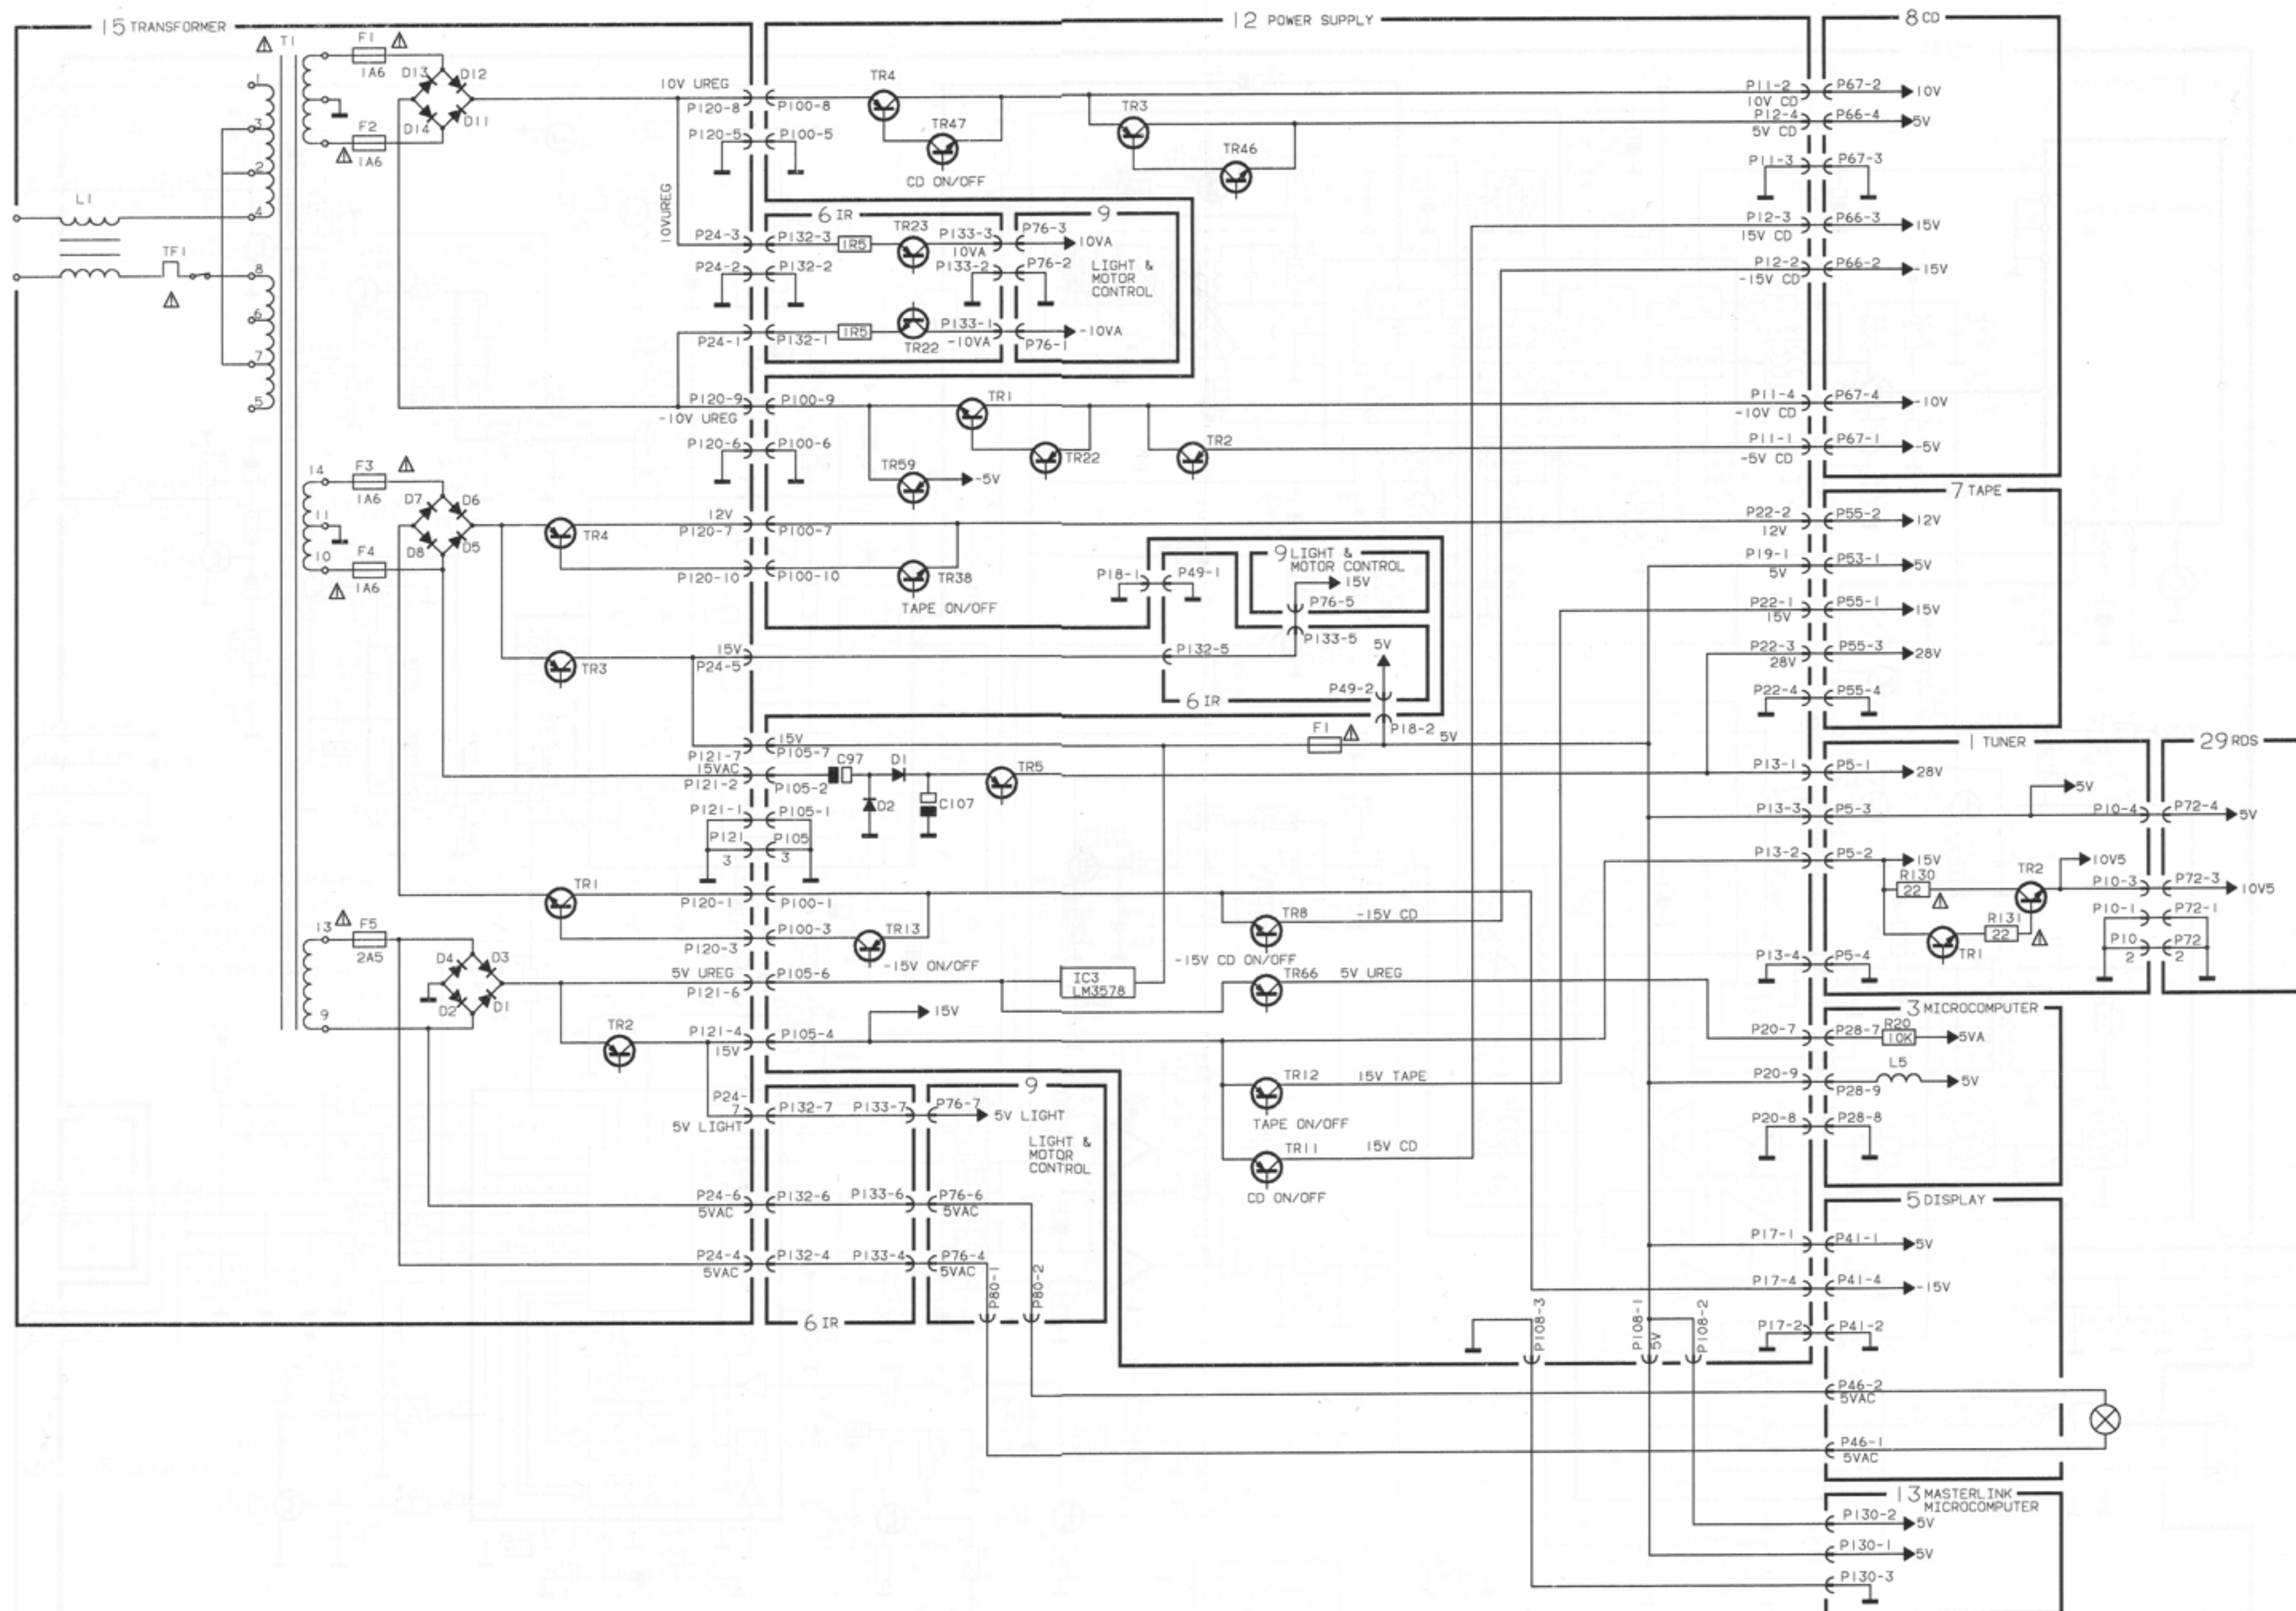 15 TRANSFORMER
12 POWER SUPPLY
8 CD
T1
F1
1A6
D13
D12
D14
D11
F2
1A6
1
3
2
4
8
6
7
5
L1
TF1
10V UREG
P120-8
P100-8
P120-5
P100-5
10VUREG
TR4
TR47
CD ON/OFF
TR3
TR46
P11-2
10V CD
P67-2
10V
P12-4
5V CD
P66-4
5V
P11-3
P67-3
P12-3
15V CD
P66-3
15V
P12-2
-15V CD
P66-2
-15V
P11-4
-10V CD
P67-4
-10V
P11-1
-5V CD
P67-1
-5V
6 IR
9
P24-3
P132-3
1R5
TR23
P133-3
10VA
P76-3
10VA
P24-2
P132-2
P133-2
P76-2
LIGHT &
MOTOR
CONTROL
P24-1
P132-1
1R5
TR22
P133-1
-10VA
P76-1
-10VA
P120-9
-10V UREG
P100-9
P120-6
P100-6
TR1
TR22
TR2
TR59
-5V
14
F3
1A6
11
10
F4
1A6
D7
D6
D8
D5
TR4
12V
P120-7
P100-7
P120-10
P100-10
TR38
TAPE ON/OFF
TR3
15V
P24-5
P18-1
P49-1
9 LIGHT &
MOTOR CONTROL
15V
P76-5
P133-5
P132-5
5V
P49-2
6 IR
P18-2
F1
5V
7 TAPE
P22-2
12V
P55-2
12V
P19-1
5V
P53-1
5V
P22-1
15V
P55-1
15V
P22-3
28V
P55-3
28V
P22-4
P55-4
P121-7
15V
P105-7
15VAC
P121-2
P105-2
C97
D1
D2
C107
TR5
P121-1
P105-1
P121
3
P105
3
1 TUNER
29 RDS
P13-1
P5-1
28V
5V
P13-3
P5-3
P10-4
P72-4
5V
P13-2
P5-2
15V
R130
22
TR2
10V5
P10-3
P72-3
10V5
R131
22
TR1
P10-1
P72-1
P10
2
P72
2
P13-4
P5-4
TR1
P120-1
P100-1
P120-3
P100-3
TR13
-15V ON/OFF
TR8
-15V CD
-15V CD ON/OFF
13
F5
2A5
9
D4
D3
D2
D1
5V UREG
P121-6
P105-6
IC3
LM3578
TR66
5V UREG
TR2
P121-4
15V
P105-4
15V
TR12
15V TAPE
TAPE ON/OFF
TR11
15V CD
CD ON/OFF
3 MICROCOMPUTER
P20-7
P28-7
R20
10K
5VA
P20-9
P28-9
L5
5V
P20-8
P28-8
P24-
7
5V LIGHT
P132-7
P133-7
P76-7
5V LIGHT
9
LIGHT &
MOTOR
CONTROL
P24-6
5VAC
P132-6
P133-6
P76-6
5VAC
P24-4
5VAC
P132-4
P133-4
P76-4
5VAC
P80-1
P80-2
6 IR
5 DISPLAY
P17-1
P41-1
5V
P17-4
P41-4
-15V
P17-2
P41-2
P108-3
P108-1
5V
P108-2
P46-2
5VAC
P46-1
5VAC
13 MASTERLINK
MICROCOMPUTER
P130-2
5V
P130-1
5V
P130-3